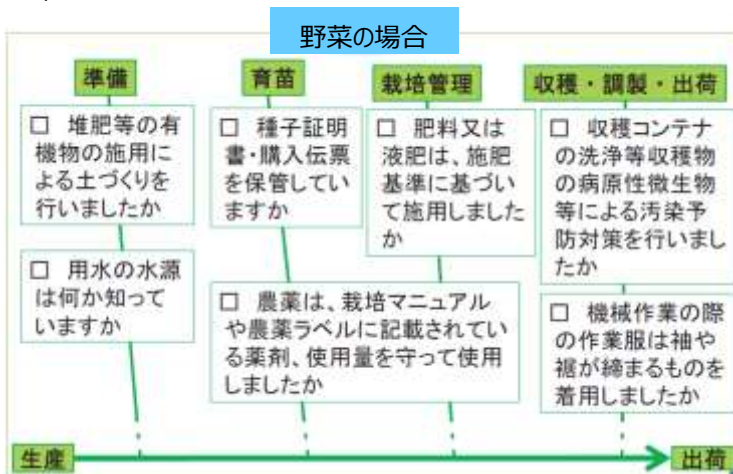 野菜の場合
準備
□ 堆肥等の有
機物の施用に
よる土づくりを
行いましたか
□ 用水の水源
は何か知って
いますか
育苗
□ 種子証明
書・購入伝票
を保管してい
ますか
栽培管理
□ 肥料又は
液肥は、施肥
基準に基づい
て施用しました
か
□ 農薬は、栽培マニュアル
や農薬ラベルに記載されてい
る薬剤、使用量を守って使用
しましたか
収穫・調製・出荷
□ 収穫コンテナ
の洗浄等収穫物
の病原性微生物
等による汚染予
防対策を行いまし
たか
□ 機械作業の際
の作業服は袖や
裾が締まるものを
着用しましたか
生産
出荷